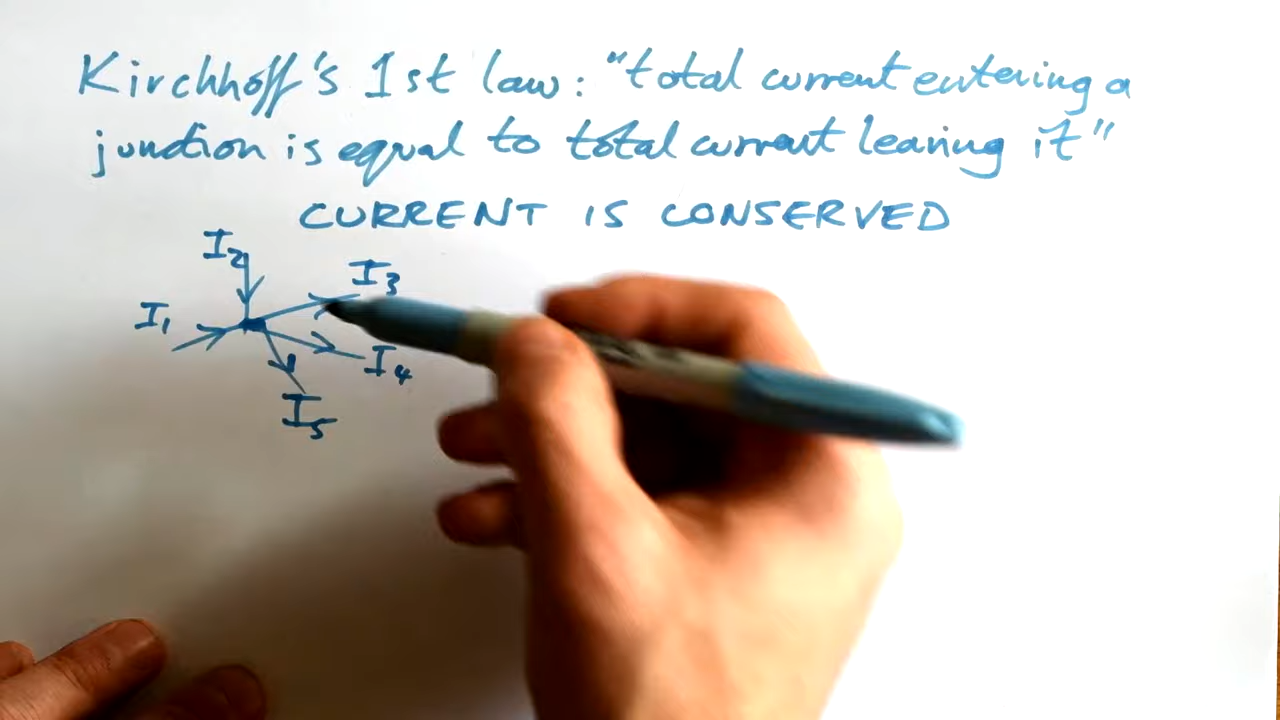 Kirchhoff's 1st law: "total current entering a
junction is equal to total current leaving it"
CURRENT IS CONSERVED
I₂
I₃
I₁
I₄
I₅